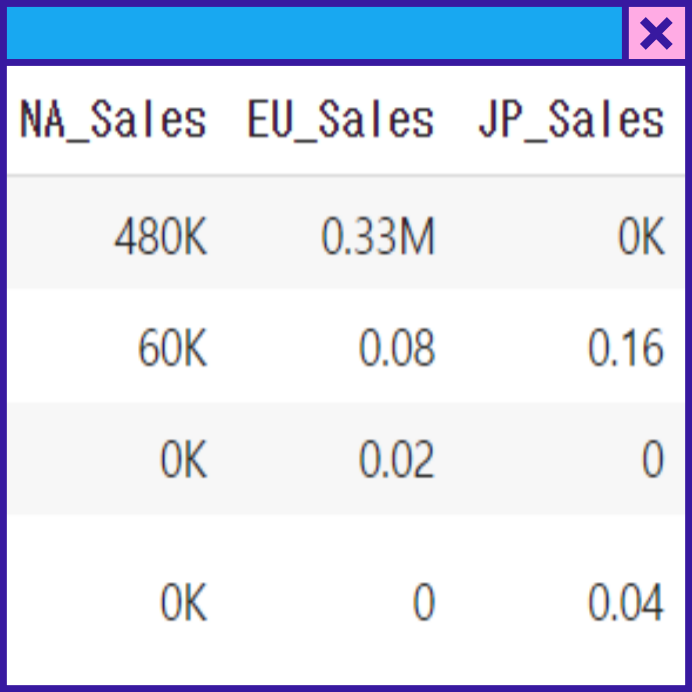 NA_Sales EU_Sales JP_Sales
480K 0.33M 0K
60K 0.08 0.16
0K 0.02 0
0K 0 0.04